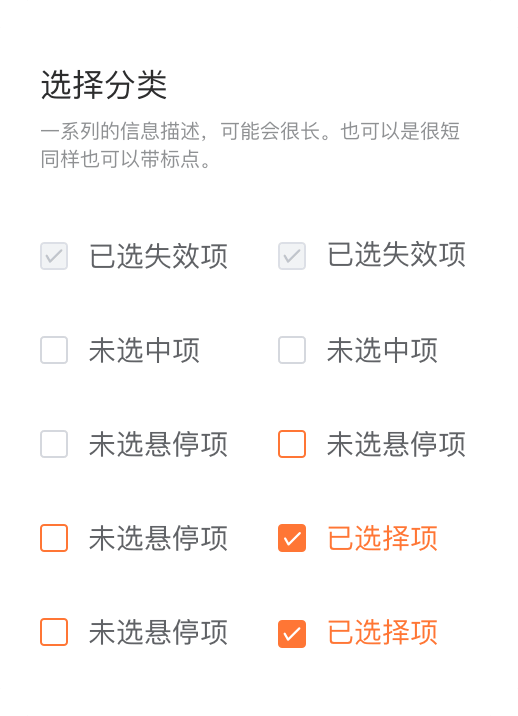 选择分类
一系列的信息描述，可能会很长。也可以是很短
同样也可以带标点。
已选失效项 已选失效项
未选中项 未选中项
未选悬停项 未选悬停项
未选悬停项 已选择项
未选悬停项 已选择项